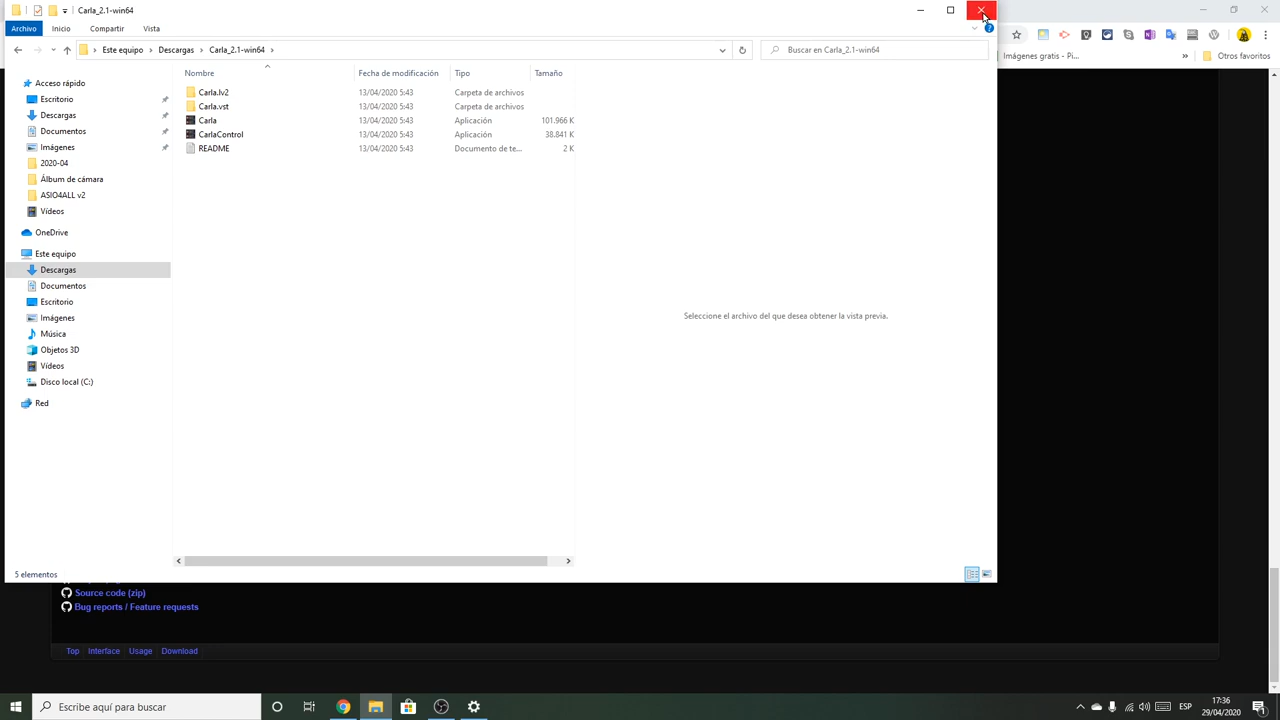 Carla_2.1-win64
Archivo Inicio Compartir Vista
Este equipo Descargas Carla_2.1-win64
Buscar en Carla_2.1-win64
Imágenes gratis - Pi...
»
Otros favoritos
Nombre Fecha de modificación Tipo Tamaño
Carla.lv2 13/04/2020 5:43 Carpeta de archivos
Carla.vst 13/04/2020 5:43 Carpeta de archivos
Carla 13/04/2020 5:43 Aplicación 101.966 K
CarlaControl 13/04/2020 5:43 Aplicación 38.841 K
README 13/04/2020 5:43 Documento de te... 2 K
Acceso rápido
Escritorio
Descargas
Documentos
Imágenes
2020-04
Álbum de cámara
ASIO4ALL v2
Vídeos
OneDrive
Este equipo
Descargas
Documentos
Escritorio
Imágenes
Música
Objetos 3D
Vídeos
Disco local (C:)
Red
Seleccione el archivo del que desea obtener la vista previa.
5 elementos
Source code (zip)
Bug reports / Feature requests
Top Interface Usage Download
Escribe aquí para buscar
ESP
17:36
29/04/2020